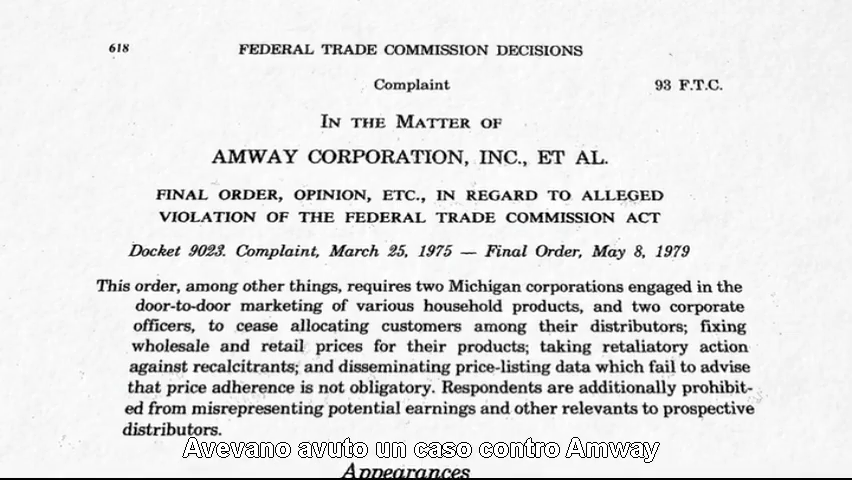 618 FEDERAL TRADE COMMISSION DECISIONS
Complaint 93 F.T.C.
IN THE MATTER OF
AMWAY CORPORATION, INC., ET AL.
FINAL ORDER, OPINION, ETC., IN REGARD TO ALLEGED
VIOLATION OF THE FEDERAL TRADE COMMISSION ACT
Docket 9023. Complaint, March 25, 1975 — Final Order, May 8, 1979
This order, among other things, requires two Michigan corporations engaged in the
door-to-door marketing of various household products, and two corporate
officers, to cease allocating customers among their distributors; fixing
wholesale and retail prices for their products; taking retaliatory action
against recalcitrants; and disseminating price-listing data which fail to advise
that price adherence is not obligatory. Respondents are additionally prohibit-
ed from misrepresenting potential earnings and other relevants to prospective
distributors.
Avevano avuto un caso contro Amway
Appearances